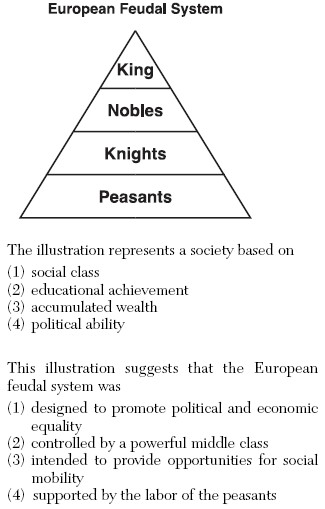 European Feudal System
King
Nobles
Knights
Peasants
The illustration represents a society based on
(1) social class
(2) educational achievement
(3) accumulated wealth
(4) political ability
This illustration suggests that the European
feudal system was
(1) designed to promote political and economic
equality
(2) controlled by a powerful middle class
(3) intended to provide opportunities for social
mobility
(4) supported by the labor of the peasants